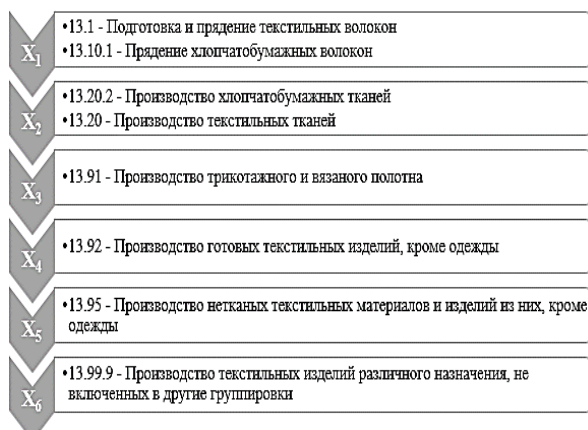 X1
•13.1 - Подготовка и прядение текстильных волокон
•13.10.1 - Прядение хлопчатобумажных волокон
X2
•13.20.2 - Производство хлопчатобумажных тканей
•13.20 - Производство текстильных тканей
X3
•13.91 - Производство трикотажного и вязаного полотна
X4
•13.92 - Производство готовых текстильных изделий, кроме одежды
X5
•13.95 - Производство нетканых текстильных материалов и изделий из них, кроме
одежды
X6
•13.99.9 - Производство текстильных изделий различного назначения, не
включенных в другие группировки